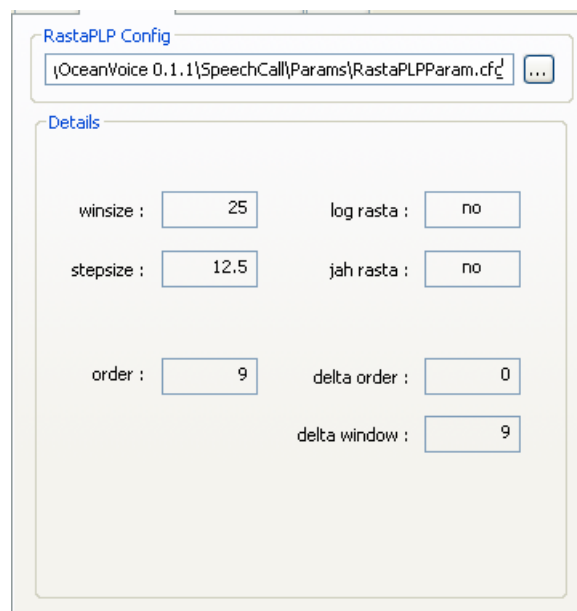 RastaPLP Config
\OceanVoice 0.1.1\SpeechCall\Params\RastaPLPParam.cfg
...
Details
winsize : 25 log rasta : no
stepsize : 12.5 jah rasta : no
order : 9 delta order : 0
delta window : 9